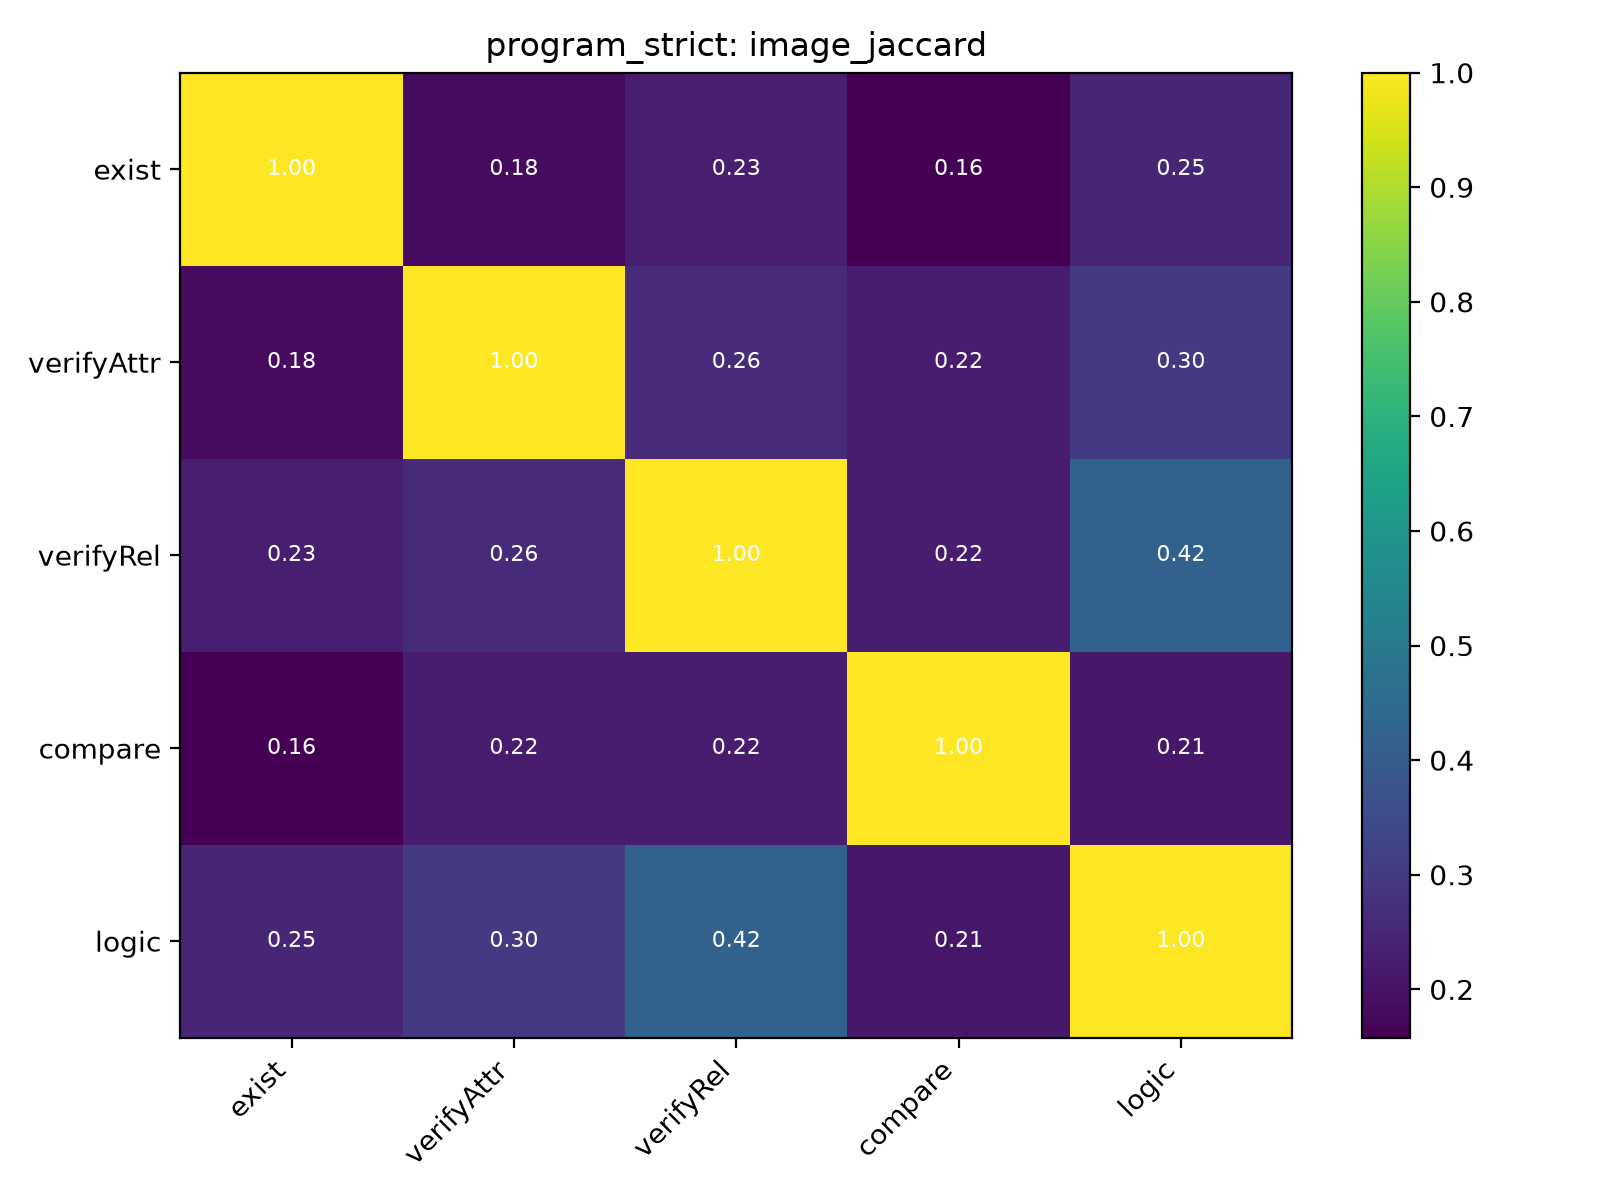 program_strict: image_jaccard
exist 1.00 0.18 0.23 0.16 0.25
verifyAttr 0.18 1.00 0.26 0.22 0.30
verifyRel 0.23 0.26 1.00 0.22 0.42
compare 0.16 0.22 0.22 1.00 0.21
logic 0.25 0.30 0.42 0.21 1.00
exist verifyAttr verifyRel compare logic
1.0
0.9
0.8
0.7
0.6
0.5
0.4
0.3
0.2